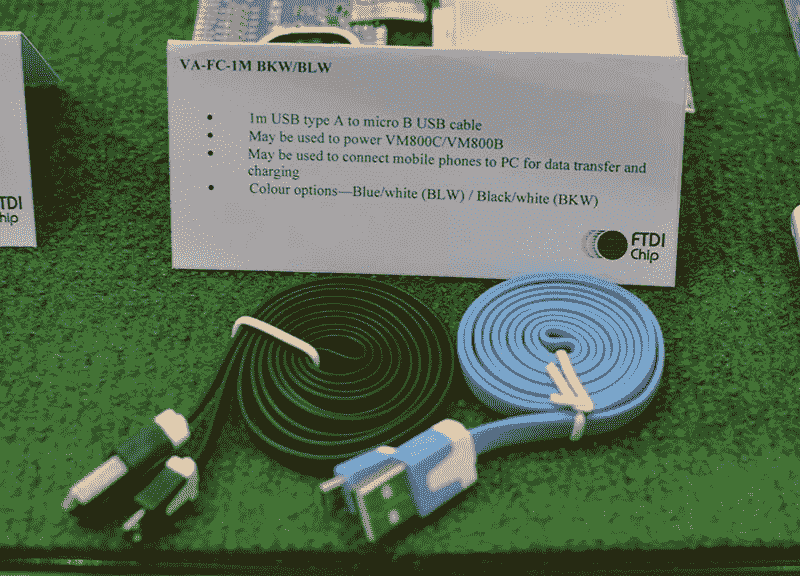 VA-FC-1M BKW/BLW
• 1m USB type A to micro B USB cable
• May be used to power VM800C/VM800B
• May be used to connect mobile phones to PC for data transfer and
charging
• Colour options—Blue/white (BLW) / Black/white (BKW)
FTDI
Chip
TDI
hip